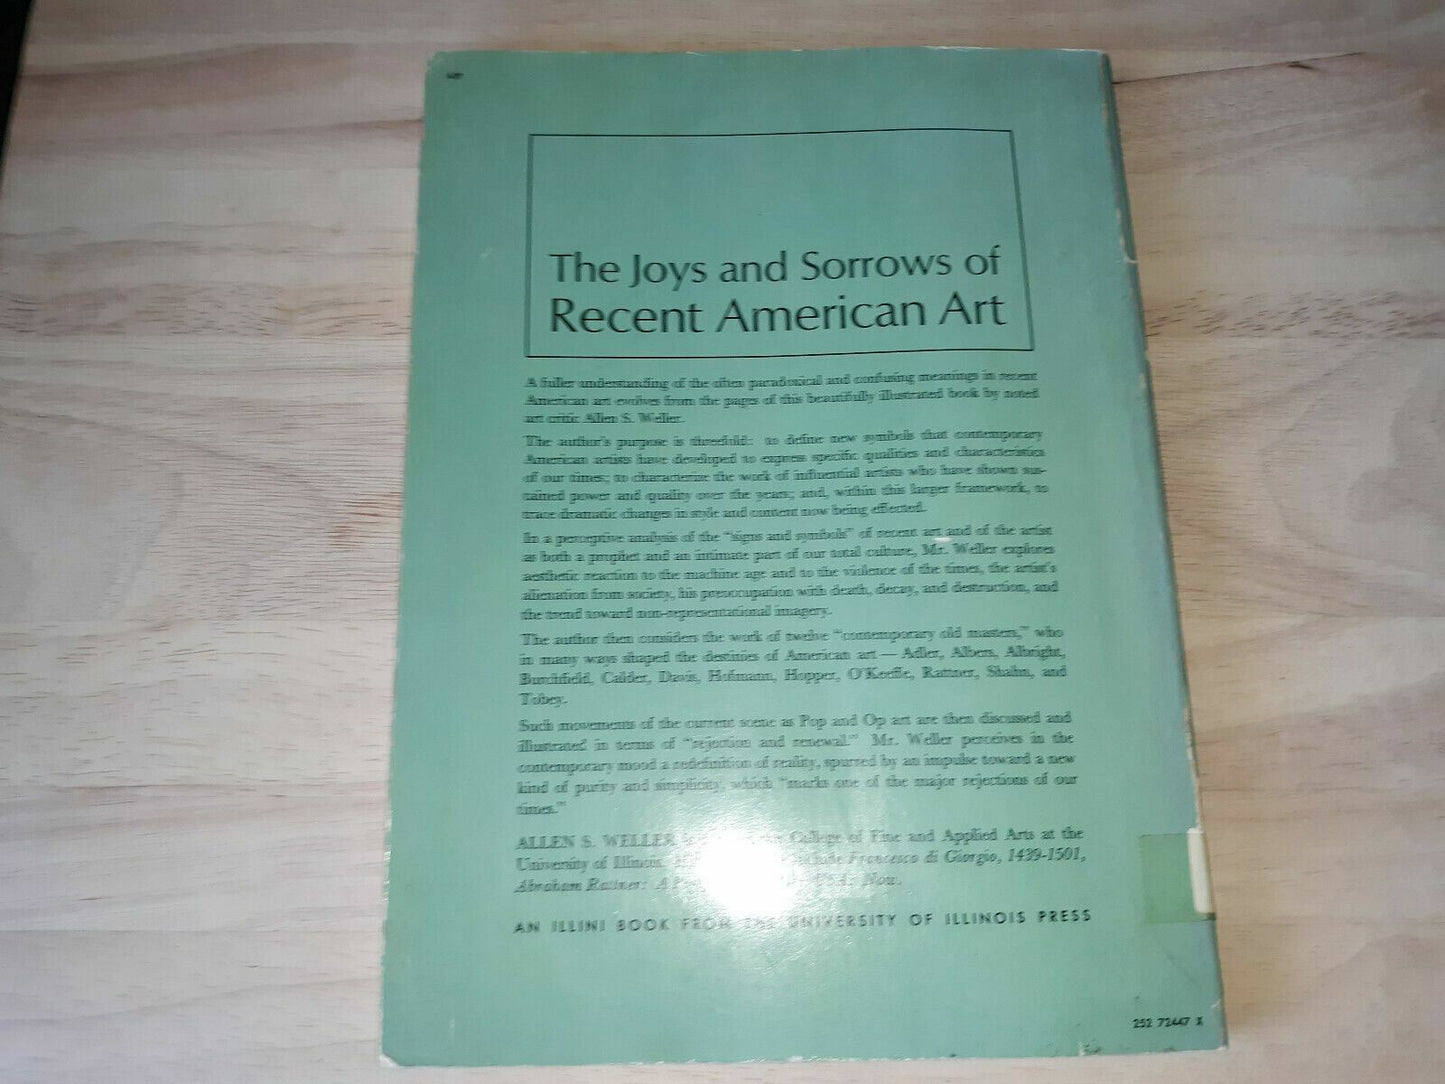 The Joys and Sorrows of
Recent American Art
A fuller understanding of the often paradoxical and confusing meanings in recent
American art evolves from the pages of this beautifully illustrated book by noted
art critic Allen S. Weller.
The author's purpose is threefold: to define new symbols that contemporary
American artists have developed to express specific qualities and characteristics
of our times; to characterize the work of influential artists who have shown sus-
tained power and quality over the years; and, within this larger framework, to
trace dramatic changes in style and content now being effected.
In a perceptive analysis of the "signs and symbols" of recent art and of the artist
as both a prophet and an intimate part of our total culture, Mr. Weller explores
aesthetic reaction to the machine age and to the violence of the times, the artist's
alienation from society, his preoccupation with death, decay, and destruction, and
the trend toward non-representational imagery.
The author then considers the work of twelve "contemporary old masters," who
in many ways shaped the destinies of American art — Adler, Albers, Albright,
Burchfield, Calder, Davis, Hofmann, Hopper, O'Keeffe, Rattner, Shahn, and
Tobey.
Such movements of the current scene as Pop and Op art are then discussed and
illustrated in terms of "rejection and renewal." Mr. Weller perceives in the
contemporary mood a redefinition of reality, spurred by an impulse toward a new
kind of purity and simplicity, which "marks one of the major rejections of our
times."
ALLEN S. WELLER College of Fine and Applied Arts at the
University of Illinois. Francesco di Giorgio, 1439-1501,
Abraham Rattner: Now.
AN ILLINI BOOK FROM THE UNIVERSITY OF ILLINOIS PRESS
252 72447 X